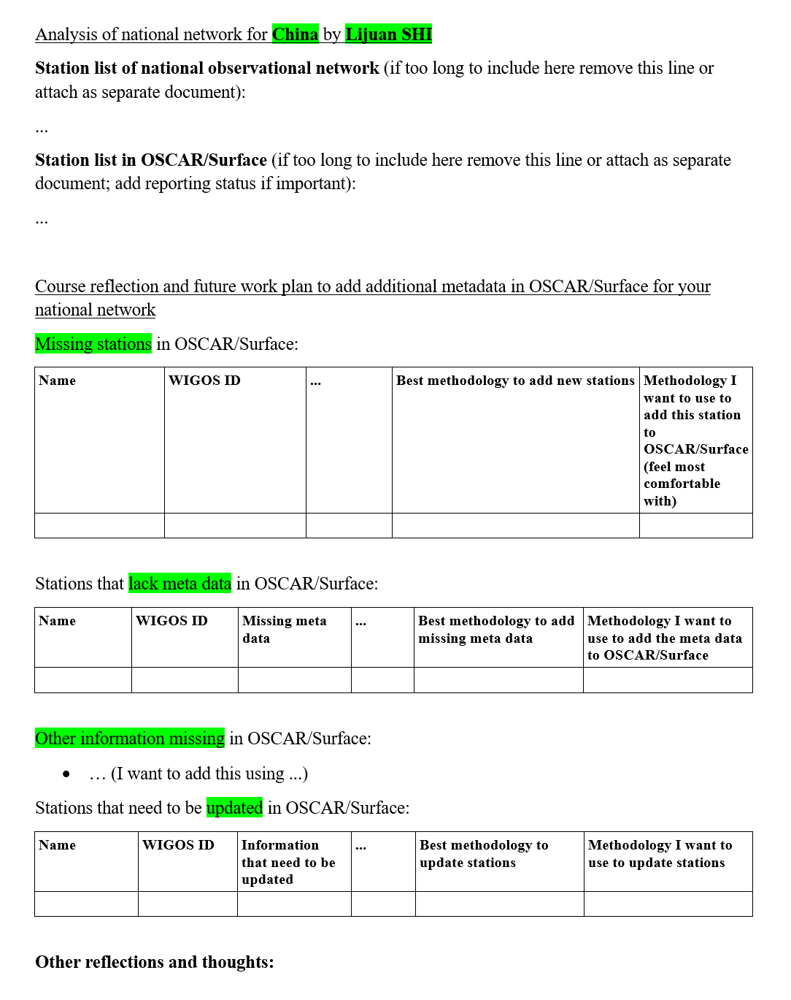 Analysis of national network for China by Lijuan SHI
Station list of national observational network (if too long to include here remove this line or
attach as separate document):
...
Station list in OSCAR/Surface (if too long to include here remove this line or attach as separate
document; add reporting status if important):
...
Course reflection and future work plan to add additional metadata in OSCAR/Surface for your
national network
Missing stations in OSCAR/Surface:
Name
WIGOS ID
...
Best methodology to add new stations
Methodology I
want to use to
add this station
to
OSCAR/Surface
(feel most
comfortable
with)
Stations that lack meta data in OSCAR/Surface:
Name
WIGOS ID
Missing meta
data
...
Best methodology to add
missing meta data
Methodology I want to
use to add the meta data
to OSCAR/Surface
Other information missing in OSCAR/Surface:
• … (I want to add this using ...)
Stations that need to be updated in OSCAR/Surface:
Name
WIGOS ID
Information
that need to be
updated
...
Best methodology to
update stations
Methodology I want to
use to update stations
Other reflections and thoughts: